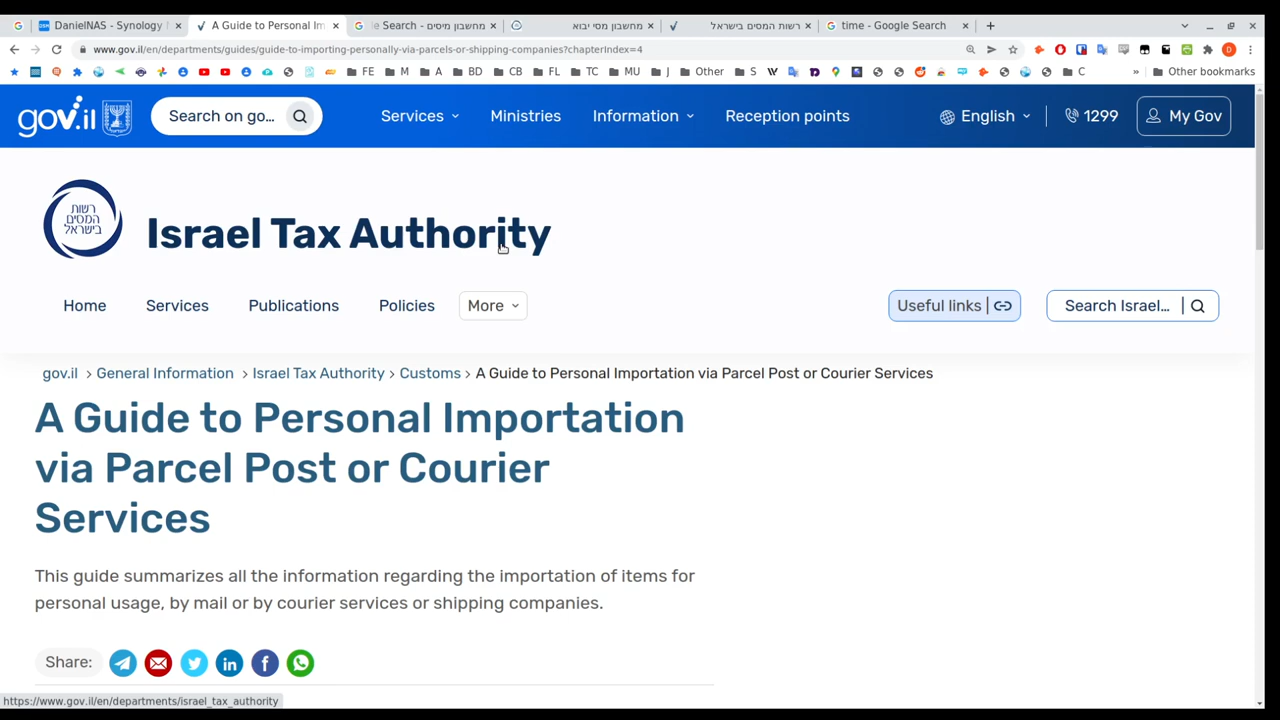 DanielNAS - Synology
A Guide to Personal Im
le Search - מחשבון מיסים
מחשבון מסי יבוא
רשות המסים בישראל
time - Google Search
www.gov.il/en/departments/guides/guide-to-importing-personally-via-parcels-or-shipping-companies?chapterIndex=4
FE
M
A
BD
CB
FL
TC
MU
J
Other
S
C
»
Other bookmarks
gov.il
Search on go...
Services
Ministries
Information
Reception points
English
1299
My Gov
רשות
המסים
בישראל
Israel Tax Authority
Home
Services
Publications
Policies
More
Useful links |
Search Israel...
gov.il > General Information > Israel Tax Authority > Customs > A Guide to Personal Importation via Parcel Post or Courier Services
A Guide to Personal Importation
via Parcel Post or Courier
Services
This guide summarizes all the information regarding the importation of items for
personal usage, by mail or by courier services or shipping companies.
Share:
https://www.gov.il/en/departments/israel_tax_authority